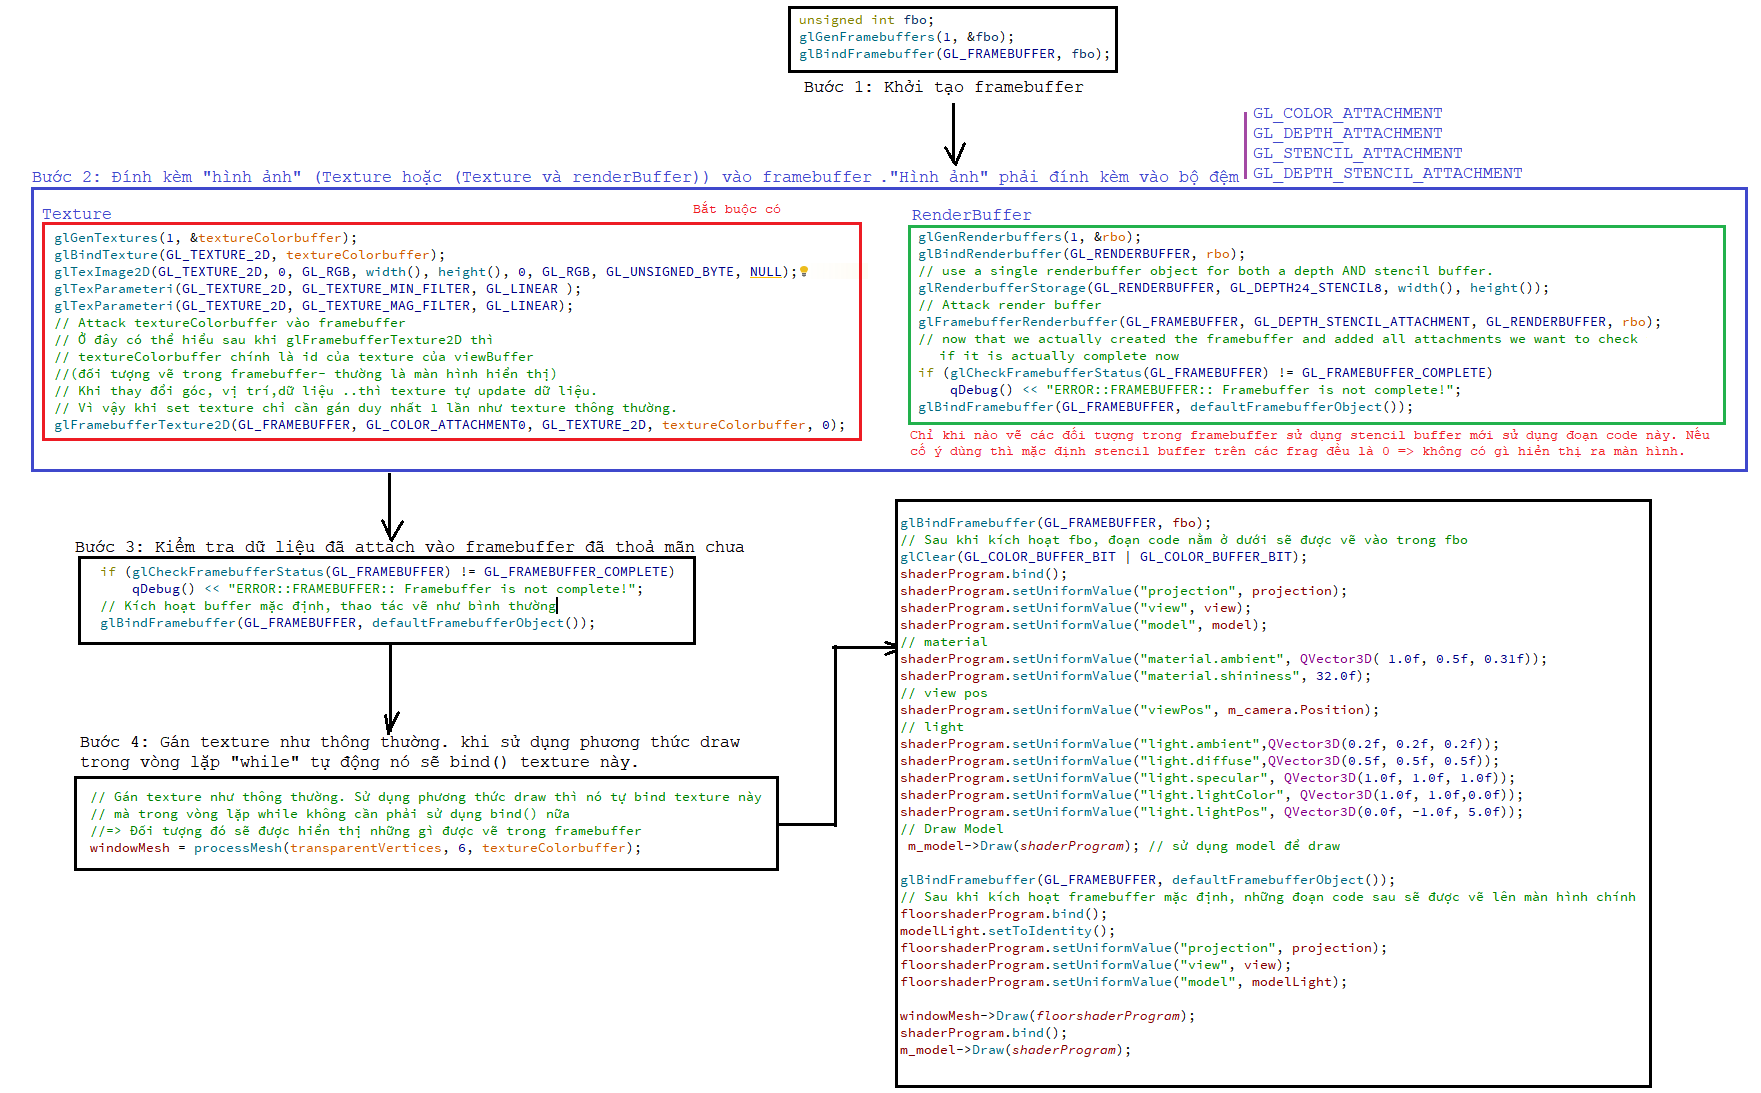 unsigned int fbo;
glGenFramebuffers(1, &fbo);
glBindFramebuffer(GL_FRAMEBUFFER, fbo);
Bước 1: Khởi tạo framebuffer
GL_COLOR_ATTACHMENT
GL_DEPTH_ATTACHMENT
GL_STENCIL_ATTACHMENT
GL_DEPTH_STENCIL_ATTACHMENT
Bước 2: Đính kèm "hình ảnh" (Texture hoặc (Texture và renderBuffer)) vào framebuffer ."Hình ảnh" phải đính kèm vào bộ đệm
Texture
Bắt buộc có
glGenTextures(1, &textureColorbuffer);
glBindTexture(GL_TEXTURE_2D, textureColorbuffer);
glTexImage2D(GL_TEXTURE_2D, 0, GL_RGB, width(), height(), 0, GL_RGB, GL_UNSIGNED_BYTE, NULL);
glTexParameteri(GL_TEXTURE_2D, GL_TEXTURE_MIN_FILTER, GL_LINEAR );
glTexParameteri(GL_TEXTURE_2D, GL_TEXTURE_MAG_FILTER, GL_LINEAR);
// Attack textureColorbuffer vào framebuffer
// Ở đây có thể hiểu sau khi glFramebufferTexture2D thì
// textureColorbuffer chính là id của texture của viewBuffer
//(đối tượng vẽ trong framebuffer- thường là màn hình hiển thị)
// Khi thay đổi góc, vị trí,dữ liệu ..thì texture tự update dữ liệu.
// Vì vậy khi set texture chỉ cần gán duy nhất 1 lần như texture thông thường.
glFramebufferTexture2D(GL_FRAMEBUFFER, GL_COLOR_ATTACHMENT0, GL_TEXTURE_2D, textureColorbuffer, 0);
RenderBuffer
glGenRenderbuffers(1, &rbo);
glBindRenderbuffer(GL_RENDERBUFFER, rbo);
// use a single renderbuffer object for both a depth AND stencil buffer.
glRenderbufferStorage(GL_RENDERBUFFER, GL_DEPTH24_STENCIL8, width(), height());
// Attack render buffer
glFramebufferRenderbuffer(GL_FRAMEBUFFER, GL_DEPTH_STENCIL_ATTACHMENT, GL_RENDERBUFFER, rbo);
// now that we actually created the framebuffer and added all attachments we want to check
if it is actually complete now
if (glCheckFramebufferStatus(GL_FRAMEBUFFER) != GL_FRAMEBUFFER_COMPLETE)
qDebug() << "ERROR::FRAMEBUFFER:: Framebuffer is not complete!";
glBindFramebuffer(GL_FRAMEBUFFER, defaultFramebufferObject());
Chỉ khi nào vẽ các đối tượng trong framebuffer sử dụng stencil buffer mới sử dụng đoạn code này. Nếu
cố ý dùng thì mặc định stencil buffer trên các frag đều là 0 => không có gì hiển thị ra màn hình.
Bước 3: Kiểm tra dữ liệu đã attach vào framebuffer đã thoả mãn chưa
if (glCheckFramebufferStatus(GL_FRAMEBUFFER) != GL_FRAMEBUFFER_COMPLETE)
qDebug() << "ERROR::FRAMEBUFFER:: Framebuffer is not complete!";
// Kích hoạt buffer mặc định, thao tác vẽ như bình thường
glBindFramebuffer(GL_FRAMEBUFFER, defaultFramebufferObject());
Bước 4: Gán texture như thông thường. khi sử dụng phương thức draw
trong vòng lặp "while" tự động nó sẽ bind() texture này.
// Gán texture như thông thường. Sử dụng phương thức draw thì nó tự bind texture này
// mà trong vòng lặp while không cần phải sử dụng bind() nữa
//=> Đối tượng đó sẽ được hiển thị những gì được vẽ trong framebuffer
windowMesh = processMesh(transparentVertices, 6, textureColorbuffer);
glBindFramebuffer(GL_FRAMEBUFFER, fbo);
// Sau khi kích hoạt fbo, đoạn code nằm ở dưới sẽ được vẽ vào trong fbo
glClear(GL_COLOR_BUFFER_BIT | GL_COLOR_BUFFER_BIT);
shaderProgram.bind();
shaderProgram.setUniformValue("projection", projection);
shaderProgram.setUniformValue("view", view);
shaderProgram.setUniformValue("model", model);
// material
shaderProgram.setUniformValue("material.ambient", QVector3D( 1.0f, 0.5f, 0.31f));
shaderProgram.setUniformValue("material.shininess", 32.0f);
// view pos
shaderProgram.setUniformValue("viewPos", m_camera.Position);
// light
shaderProgram.setUniformValue("light.ambient",QVector3D(0.2f, 0.2f, 0.2f));
shaderProgram.setUniformValue("light.diffuse",QVector3D(0.5f, 0.5f, 0.5f));
shaderProgram.setUniformValue("light.specular", QVector3D(1.0f, 1.0f, 1.0f));
shaderProgram.setUniformValue("light.lightColor", QVector3D(1.0f, 1.0f,0.0f));
shaderProgram.setUniformValue("light.lightPos", QVector3D(0.0f, -1.0f, 5.0f));
// Draw Model
m_model->Draw(shaderProgram); // sử dụng model để draw
glBindFramebuffer(GL_FRAMEBUFFER, defaultFramebufferObject());
// Sau khi kích hoạt framebuffer mặc định, những đoạn code sau sẽ được vẽ lên màn hình chính
floorshaderProgram.bind();
modelLight.setToIdentity();
floorshaderProgram.setUniformValue("projection", projection);
floorshaderProgram.setUniformValue("view", view);
floorshaderProgram.setUniformValue("model", modelLight);
windowMesh->Draw(floorshaderProgram);
shaderProgram.bind();
m_model->Draw(shaderProgram);